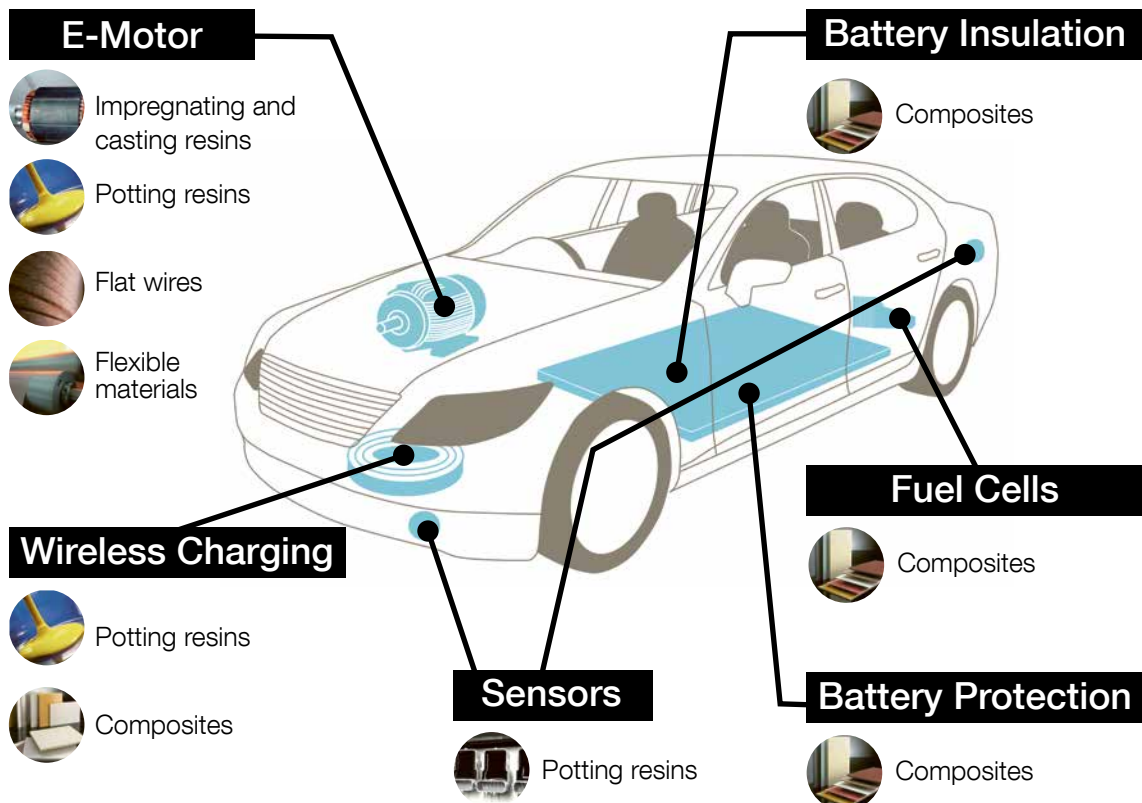 E-Motor
Impregnating and
casting resins
Potting resins
Flat wires
Flexible
materials
Battery Insulation
Composites
Wireless Charging
Potting resins
Composites
Sensors
Potting resins
Fuel Cells
Composites
Battery Protection
Composites